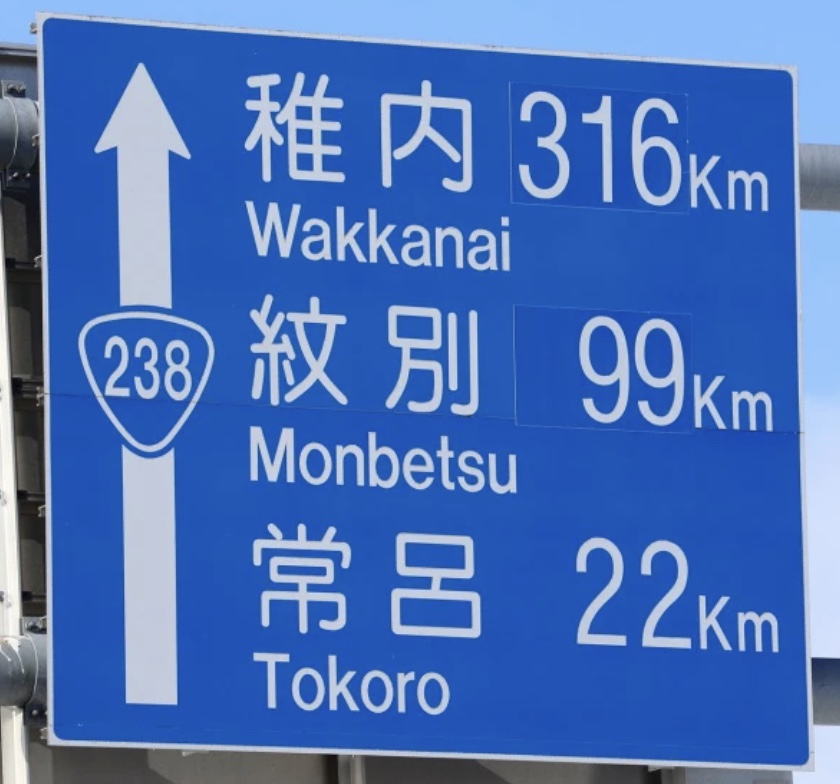 稚内 316Km
Wakkanai
紋別 99Km
238
Monbetsu
常呂 22Km
Tokoro